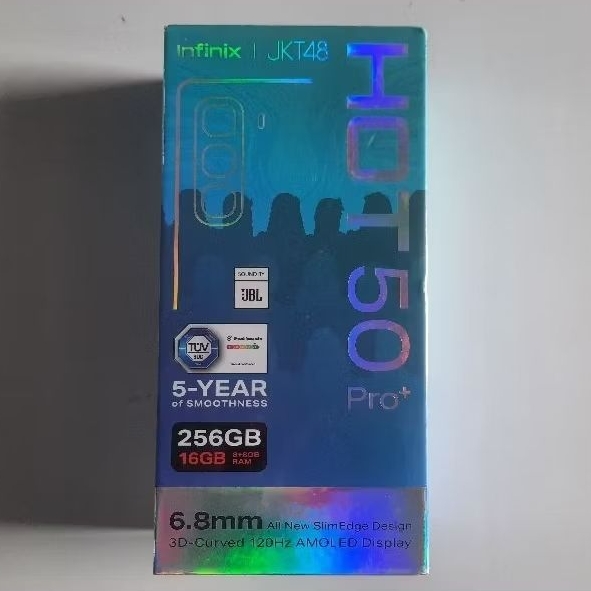 Infinix | JKT48
HOT 50
Pro+
SOUND BY
JBL
TÜV
SÜD
5-YEAR
of SMOOTHNESS
256GB
16GB 8+8GB
RAM
6.8mm All New SlimEdge Design
3D-Curved 120Hz AMOLED Display